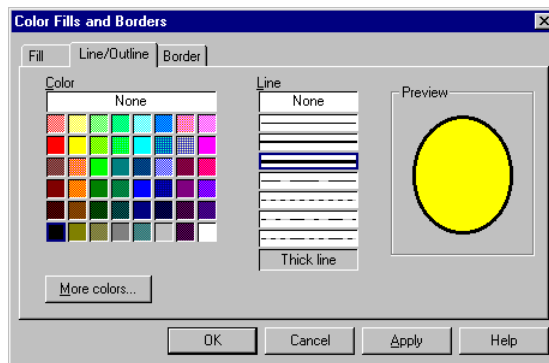 Color Fills and Borders
Fill Line/Outline Border
Color
None
Line
None
Thick line
Preview
More colors...
OK Cancel Apply Help